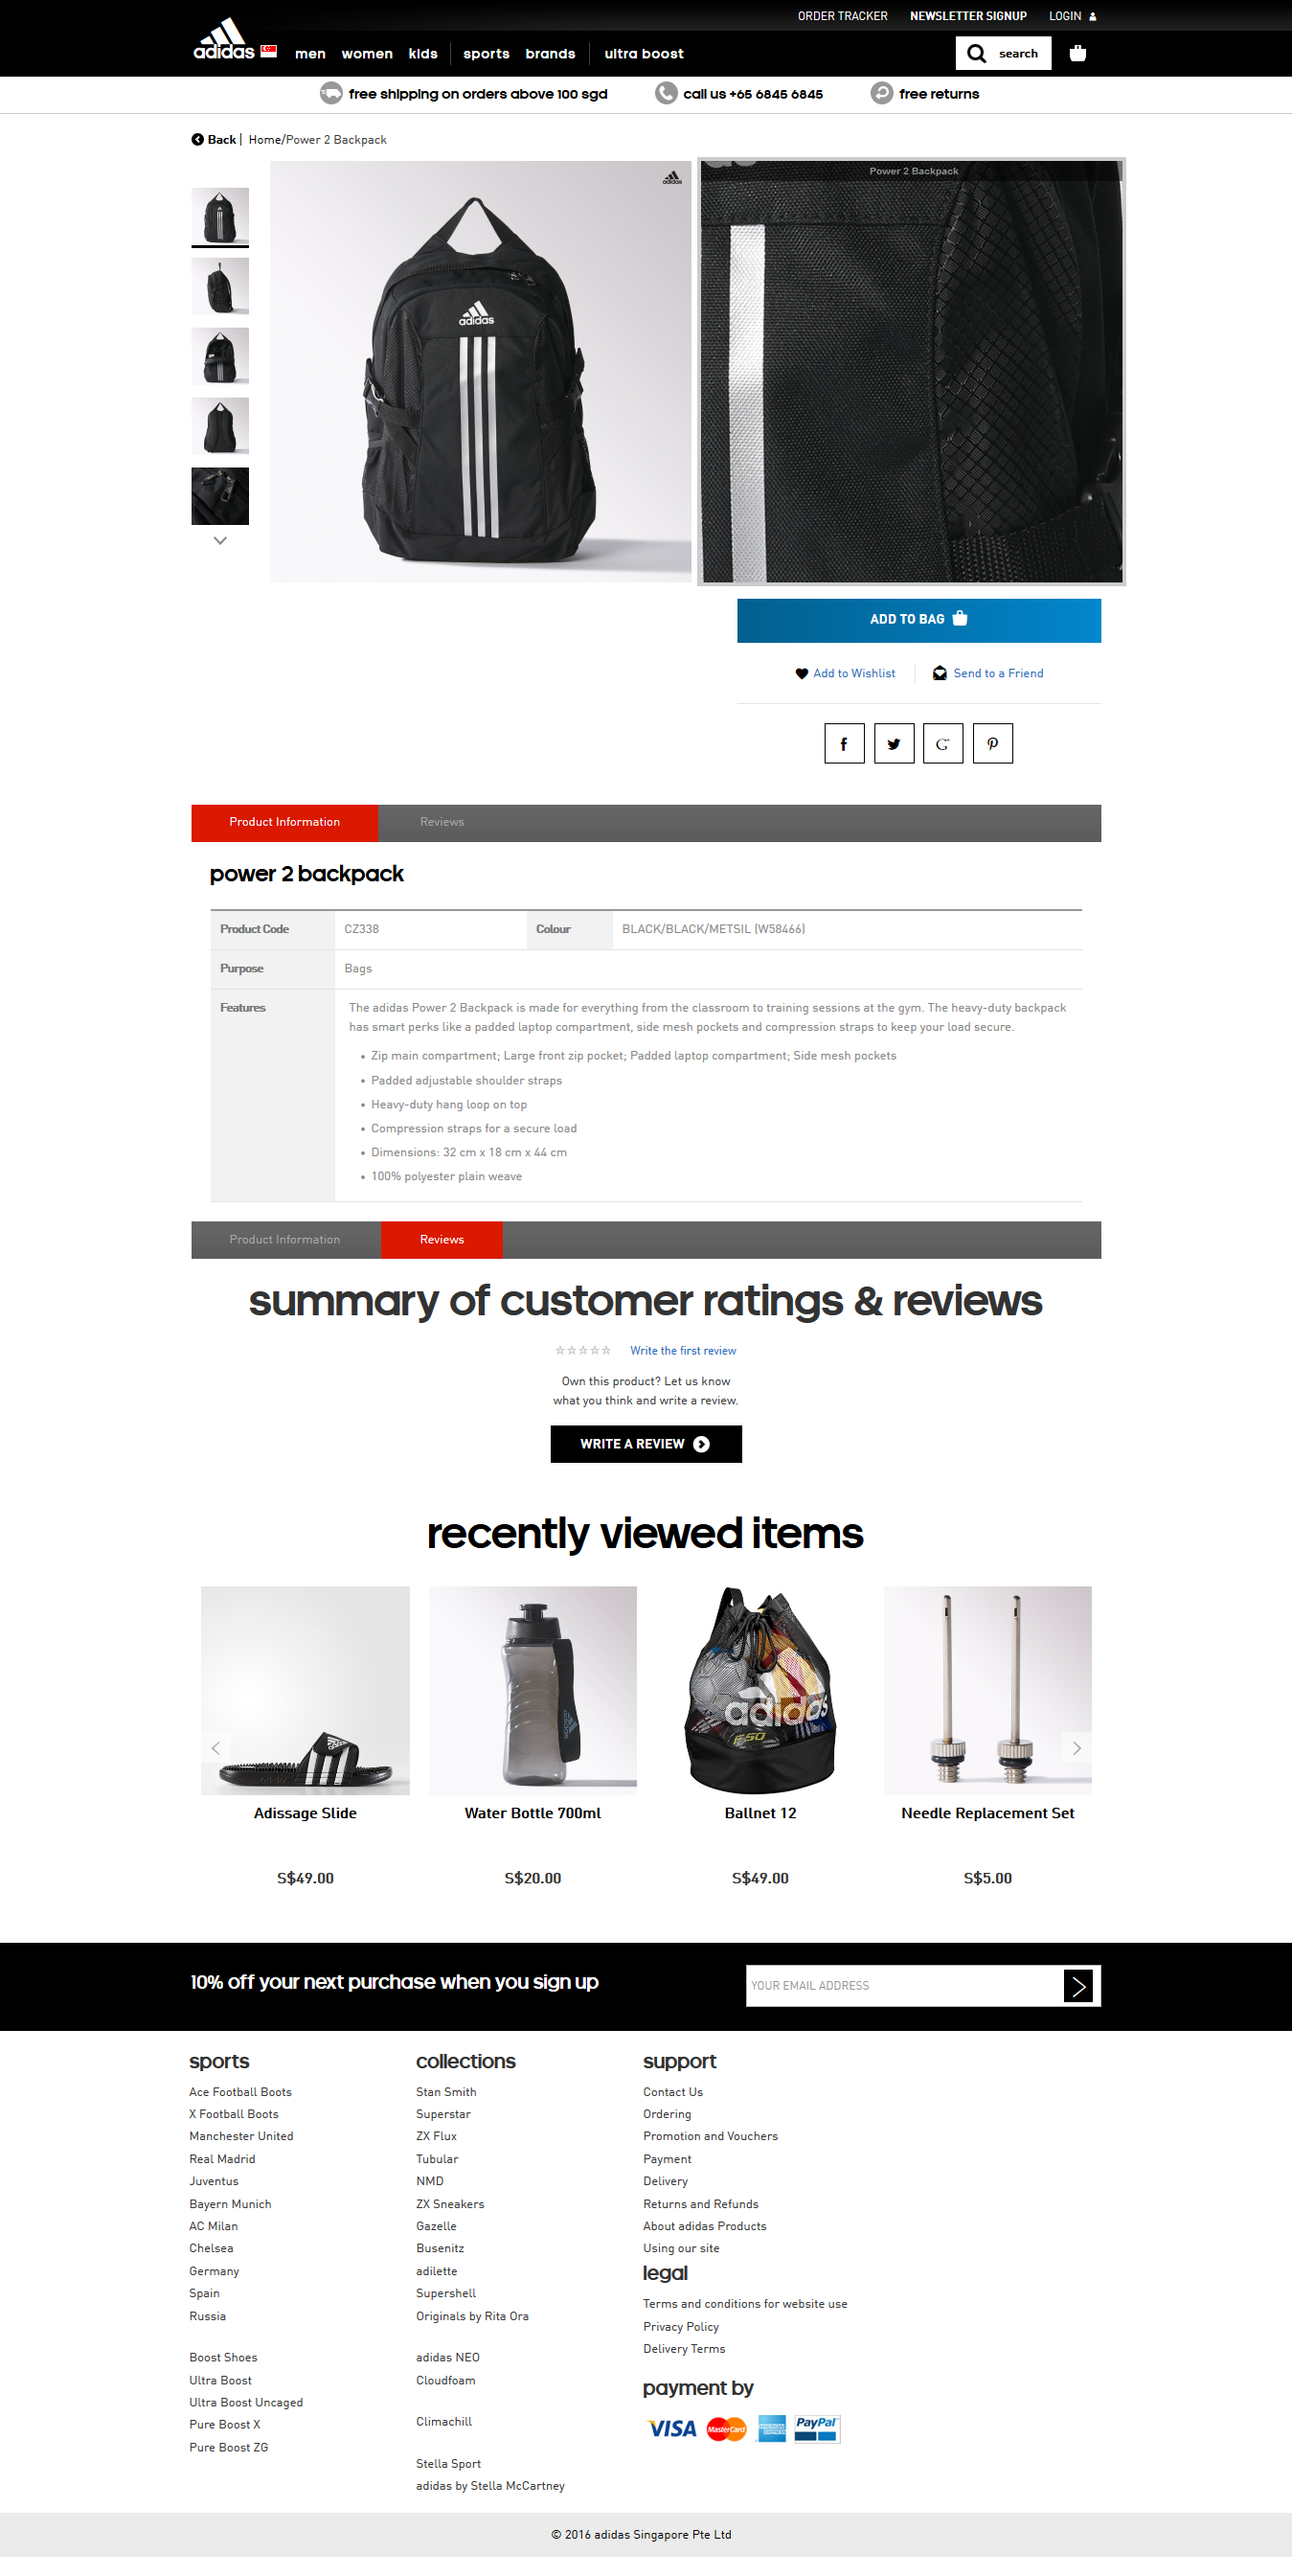 ORDER TRACKER NEWSLETTER SIGNUP LOGIN
adidas men women kids sports brands ultra boost search
free shipping on orders above 100 sgd call us +65 6845 6845 free returns
Back | Home/Power 2 Backpack
adidas
Power 2 Backpack
adidas
ADD TO BAG
Add to Wishlist Send to a Friend
Product Information Reviews
power 2 backpack
Product Code CZ338 Colour BLACK/BLACK/METSIL (W58466)
Purpose Bags
Features The adidas Power 2 Backpack is made for everything from the classroom to training sessions at the gym. The heavy-duty backpack
has smart perks like a padded laptop compartment, side mesh pockets and compression straps to keep your load secure.
• Zip main compartment; Large front zip pocket; Padded laptop compartment; Side mesh pockets
• Padded adjustable shoulder straps
• Heavy-duty hang loop on top
• Compression straps for a secure load
• Dimensions: 32 cm x 18 cm x 44 cm
• 100% polyester plain weave
Product Information Reviews
summary of customer ratings & reviews
Write the first review
Own this product? Let us know
what you think and write a review.
WRITE A REVIEW
recently viewed items
adidas
adidas
adidas
F50
Adissage Slide Water Bottle 700ml Ballnet 12 Needle Replacement Set
S$49.00 S$20.00 S$49.00 S$5.00
10% off your next purchase when you sign up YOUR EMAIL ADDRESS
sports
Ace Football Boots
X Football Boots
Manchester United
Real Madrid
Juventus
Bayern Munich
AC Milan
Chelsea
Germany
Spain
Russia
Boost Shoes
Ultra Boost
Ultra Boost Uncaged
Pure Boost X
Pure Boost ZG
collections
Stan Smith
Superstar
ZX Flux
Tubular
NMD
ZX Sneakers
Gazelle
Busenitz
adilette
Supershell
Originals by Rita Ora
adidas NEO
Cloudfoam
Climachill
Stella Sport
adidas by Stella McCartney
support
Contact Us
Ordering
Promotion and Vouchers
Payment
Delivery
Returns and Refunds
About adidas Products
Using our site
legal
Terms and conditions for website use
Privacy Policy
Delivery Terms
payment by
VISA MasterCard PayPal
© 2016 adidas Singapore Pte Ltd